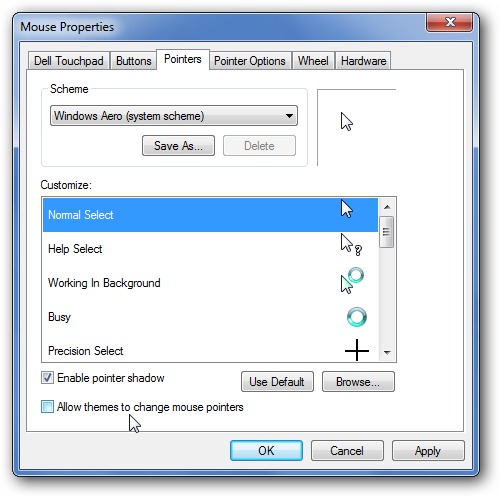 Mouse Properties
Dell Touchpad Buttons Pointers Pointer Options Wheel Hardware
Scheme
Windows Aero (system scheme)
Save As... Delete
Customize:
Normal Select
Help Select
Working In Background
Busy
Precision Select
Enable pointer shadow
Use Default Browse...
Allow themes to change mouse pointers
OK Cancel Apply